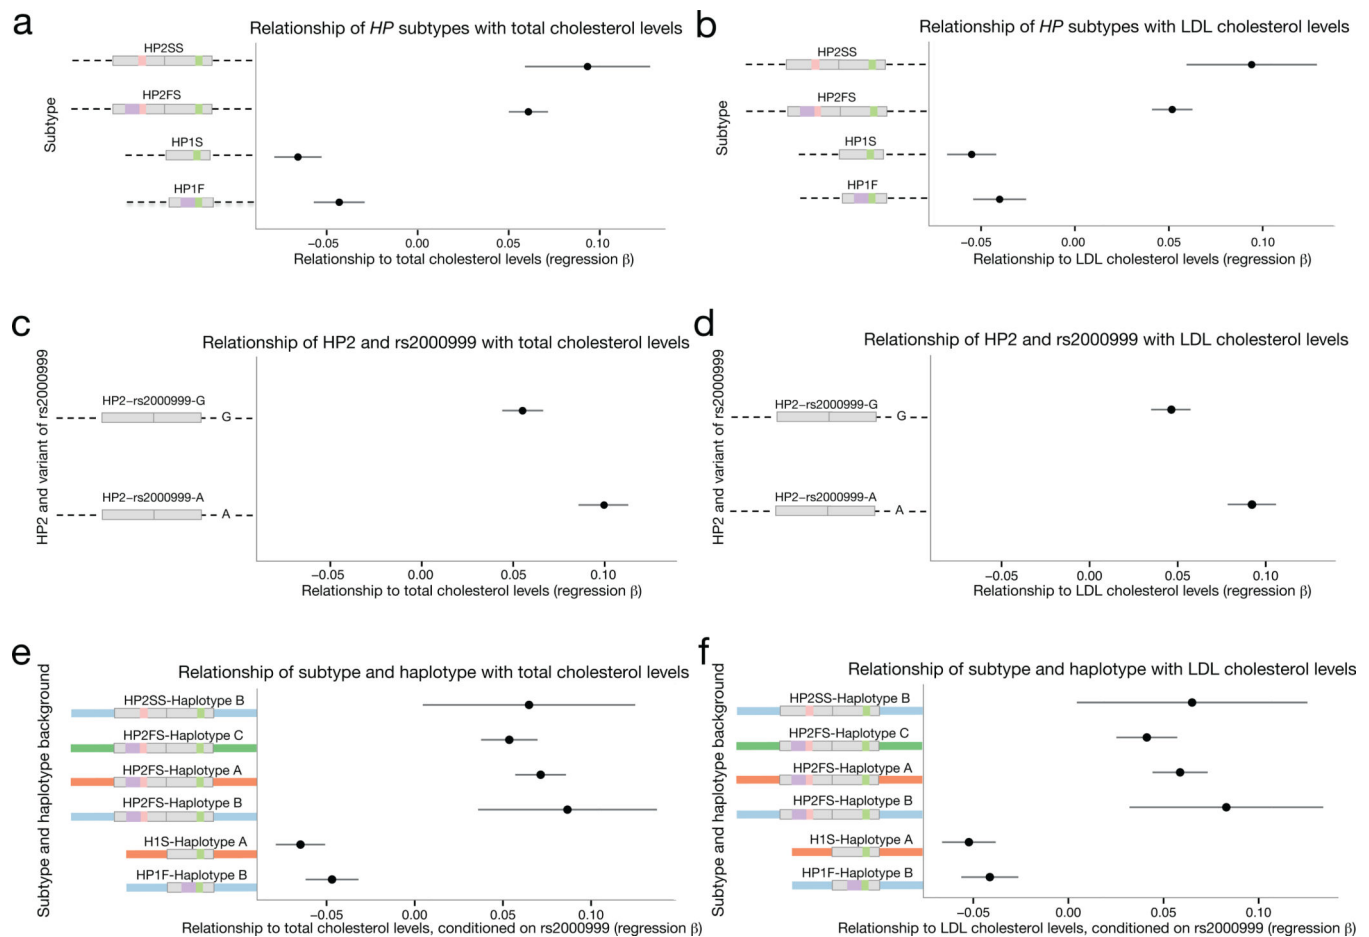 a
Relationship of HP subtypes with total cholesterol levels
Subtype
HP2SS
HP2FS
HP1S
HP1F
−0.05 0.00 0.05 0.10
Relationship to total cholesterol levels (regression β)
b
Relationship of HP subtypes with LDL cholesterol levels
Subtype
HP2SS
HP2FS
HP1S
HP1F
−0.05 0.00 0.05 0.10
Relationship to LDL cholesterol levels (regression β)
c
Relationship of HP2 and rs2000999 with total cholesterol levels
HP2 and variant of rs2000999
HP2−rs2000999-G
G
HP2−rs2000999-A
A
−0.05 0.00 0.05 0.10
Relationship to total cholesterol levels (regression β)
d
Relationship of HP2 and rs2000999 with LDL cholesterol levels
HP2 and variant of rs2000999
HP2−rs2000999-G
G
HP2−rs2000999-A
A
−0.05 0.00 0.05 0.10
Relationship to LDL cholesterol levels (regression β)
e
Relationship of subtype and haplotype with total cholesterol levels
Subtype and haplotype background
HP2SS-Haplotype B
HP2FS-Haplotype C
HP2FS-Haplotype A
HP2FS-Haplotype B
H1S-Haplotype A
HP1F-Haplotype B
−0.05 0.00 0.05 0.10
Relationship to total cholesterol levels, conditioned on rs2000999 (regression β)
f
Relationship of subtype and haplotype with LDL cholesterol levels
Subtype and haplotype background
HP2SS-Haplotype B
HP2FS-Haplotype C
HP2FS-Haplotype A
HP2FS-Haplotype B
H1S-Haplotype A
HP1F-Haplotype B
−0.05 0.00 0.05 0.10
Relationship to LDL cholesterol levels, conditioned on rs2000999 (regression β)